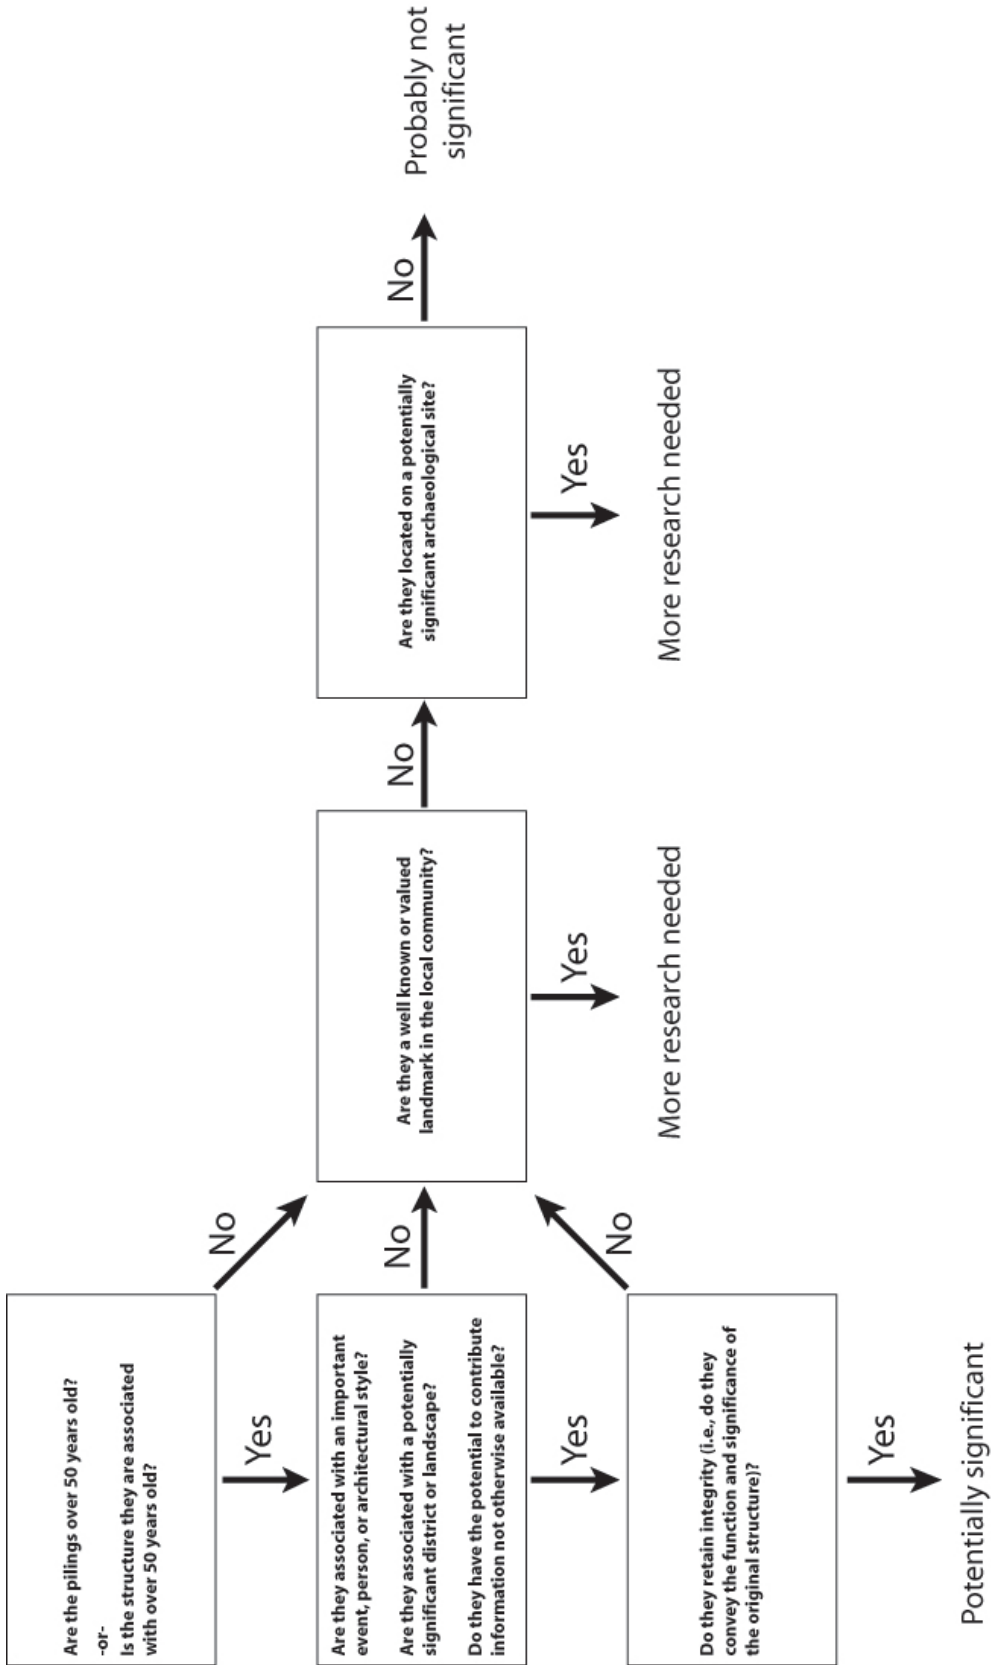 Are the pilings over 50 years old?
-or-
Is the structure they are associated
with over 50 years old?
No
Yes
Are they associated with an important
event, person, or architectural style?
Are they associated with a potentially
significant district or landscape?
Do they have the potential to contribute
information not otherwise available?
No
Yes
Do they retain integrity (i.e., do they
convey the function and significance of
the original structure)?
No
Yes
Potentially significant
Are they a well known or valued
landmark in the local community?
No
Yes
More research needed
Are they located on a potentially
significant archaeological site?
No
Yes
More research needed
Probably not
significant